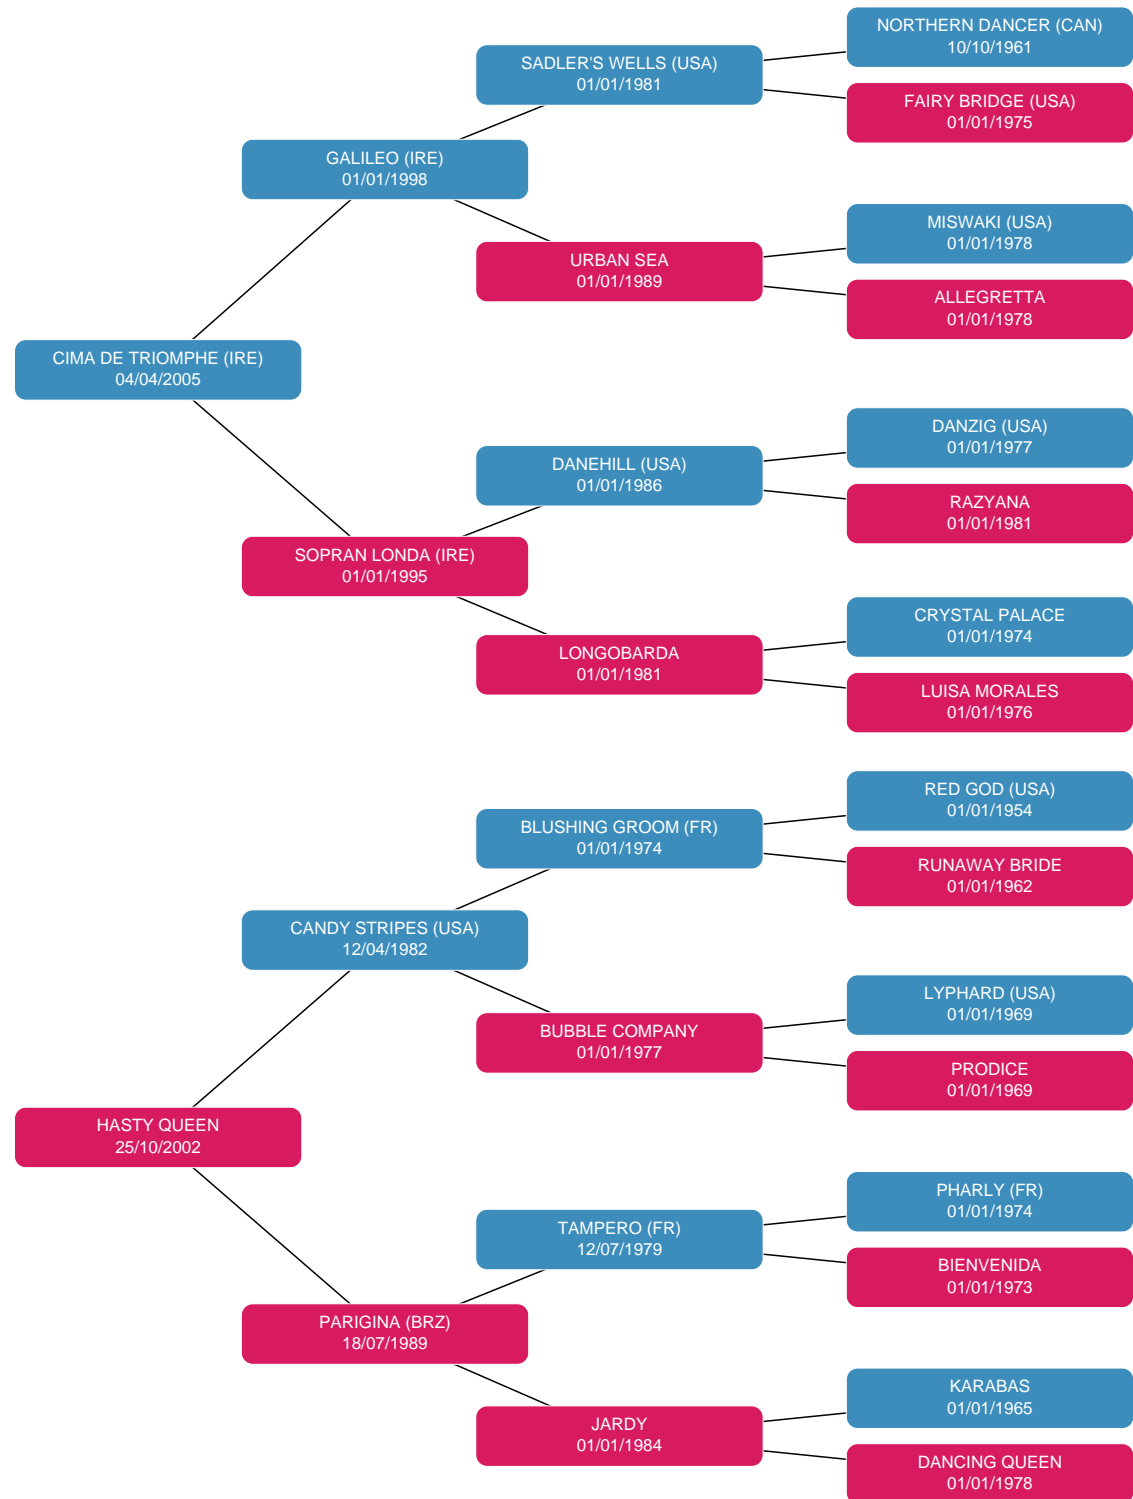 NORTHERN DANCER (CAN)
10/10/1961
SADLER'S WELLS (USA)
01/01/1981
FAIRY BRIDGE (USA)
01/01/1975
GALILEO (IRE)
01/01/1998
MISWAKI (USA)
01/01/1978
URBAN SEA
01/01/1989
ALLEGRETTA
01/01/1978
CIMA DE TRIOMPHE (IRE)
04/04/2005
DANZIG (USA)
01/01/1977
DANEHILL (USA)
01/01/1986
RAZYANA
01/01/1981
SOPRAN LONDA (IRE)
01/01/1995
CRYSTAL PALACE
01/01/1974
LONGOBARDA
01/01/1981
LUISA MORALES
01/01/1976
RED GOD (USA)
01/01/1954
BLUSHING GROOM (FR)
01/01/1974
RUNAWAY BRIDE
01/01/1962
CANDY STRIPES (USA)
12/04/1982
LYPHARD (USA)
01/01/1969
BUBBLE COMPANY
01/01/1977
PRODICE
01/01/1969
HASTY QUEEN
25/10/2002
PHARLY (FR)
01/01/1974
TAMPERO (FR)
12/07/1979
BIENVENIDA
01/01/1973
PARIGINA (BRZ)
18/07/1989
KARABAS
01/01/1965
JARDY
01/01/1984
DANCING QUEEN
01/01/1978